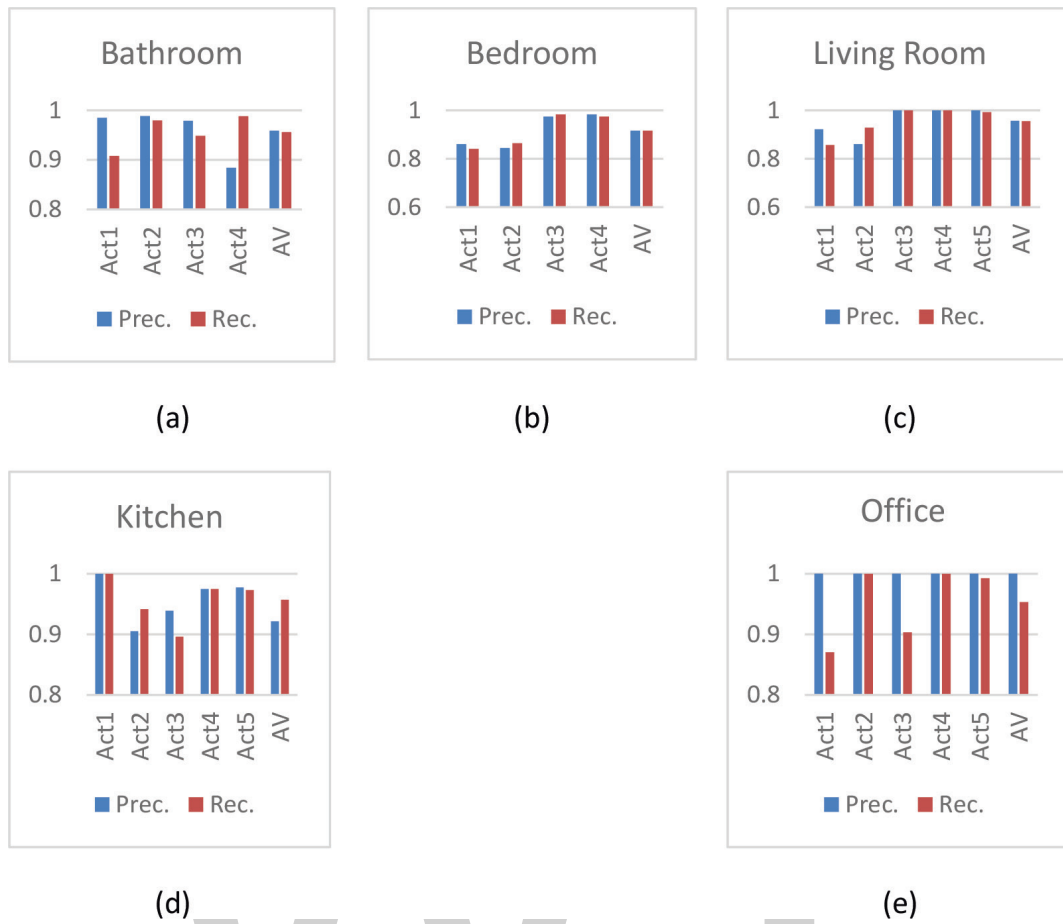 Bathroom
1
0.9
0.8
Act1
Act2
Act3
Act4
AV
Prec. Rec.
(a)
Bedroom
1
0.8
0.6
Act1
Act2
Act3
Act4
AV
Prec. Rec.
(b)
Living Room
1
0.8
0.6
Act1
Act2
Act3
Act4
Act5
AV
Prec. Rec.
(c)
Kitchen
1
0.9
0.8
Act1
Act2
Act3
Act4
Act5
AV
Prec. Rec.
(d)
Office
1
0.9
0.8
Act1
Act2
Act3
Act4
Act5
AV
Prec. Rec.
(e)